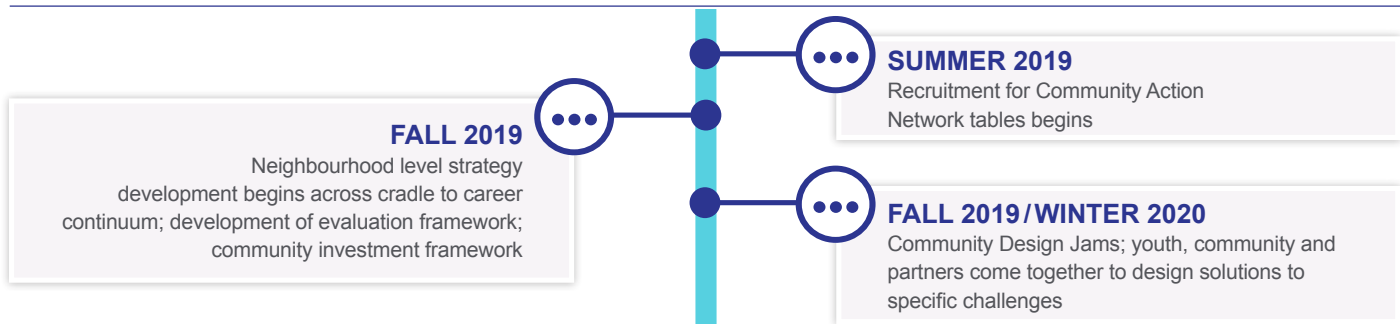 SUMMER 2019
Recruitment for Community Action
Network tables begins
FALL 2019
Neighbourhood level strategy
development begins across cradle to career
continuum; development of evaluation framework;
community investment framework
FALL 2019/WINTER 2020
Community Design Jams; youth, community and
partners come together to design solutions to
specific challenges